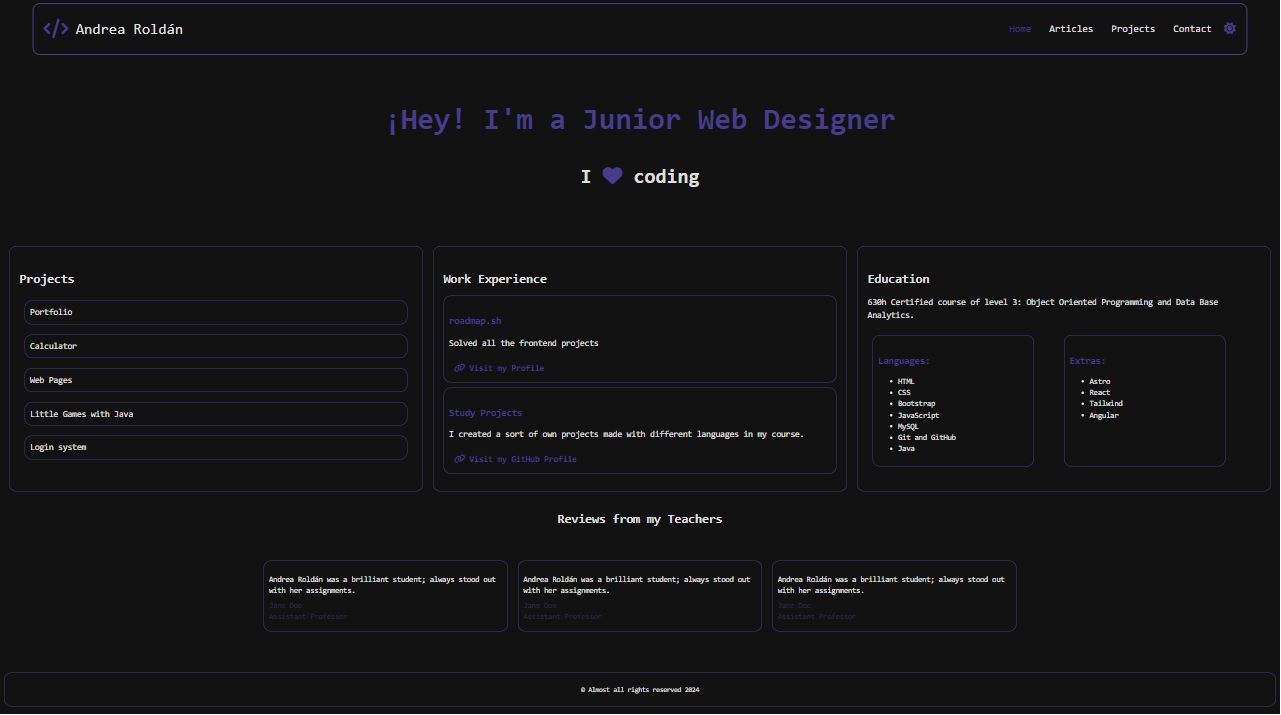 </> Andrea Roldán
Home Articles Projects Contact
¡Hey! I'm a Junior Web Designer
I coding
Projects
Portfolio
Calculator
Web Pages
Little Games with Java
Login system
Work Experience
roadmap.sh
Solved all the frontend projects
Visit my Profile
Study Projects
I created a sort of own projects made with different languages in my course.
Visit my GitHub Profile
Education
630h Certified course of level 3: Object Oriented Programming and Data Base
Analytics.
Languages:
• HTML
• CSS
• Bootstrap
• JavaScript
• MySQL
• Git and GitHub
• Java
Extras:
• Astro
• React
• Tailwind
• Angular
Reviews from my Teachers
Andrea Roldán was a brilliant student; always stood out
with her assignments.
Jane Doe
Assistant Professor
Andrea Roldán was a brilliant student; always stood out
with her assignments.
Jane Doe
Assistant Professor
Andrea Roldán was a brilliant student; always stood out
with her assignments.
Jane Doe
Assistant Professor
© Almost all rights reserved 2024